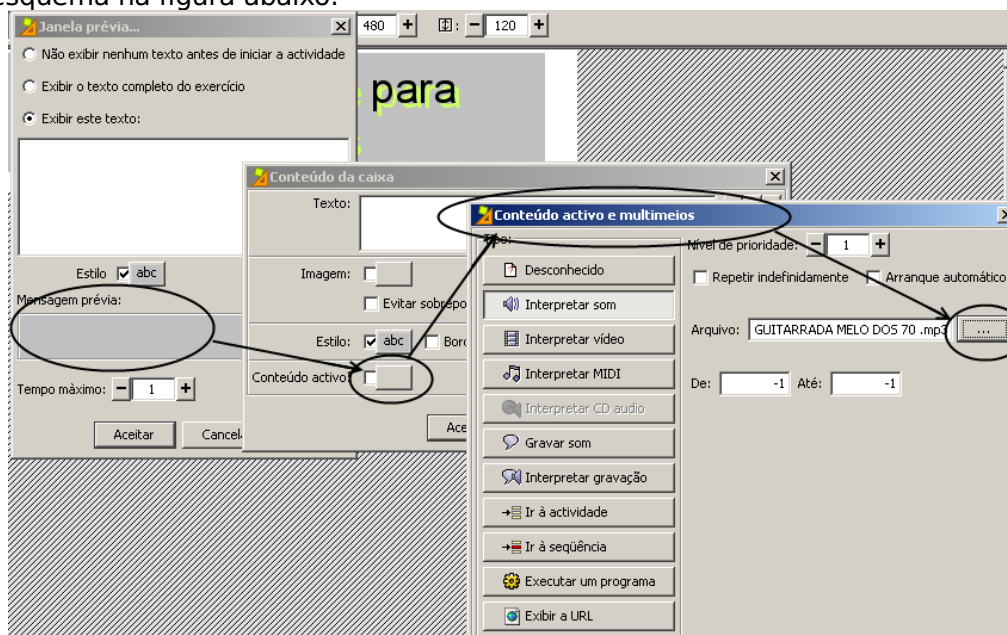 esquema na figura abaixo.
Janela prévia...
480
120
Não exibir nenhum texto antes de iniciar a actividade
Exibir o texto completo do exercício
Exibir este texto:
para
Estilo abc
Mensagem prévia:
Tempo màximo: 1
Aceitar
Conteúdo da caixa
Texto:
Imagem:
Evitar sobrepo
Estilo: abc
Conteúdo activo:
Conteúdo activo e multimeios
Tipo:
Desconhecido
Interpretar som
Interpretar vídeo
Interpretar MIDI
Interpretar CD audio
Gravar som
Interpretar gravação
Ir à actividade
Ir à seqüência
Executar um programa
Exibir a URL
Nível de prioridade: 1
Repetir indefinidamente Arranque automático
Arquivo: GUITARRADA MELO DOS 70 .mp3 ...
De: -1 Até: -1